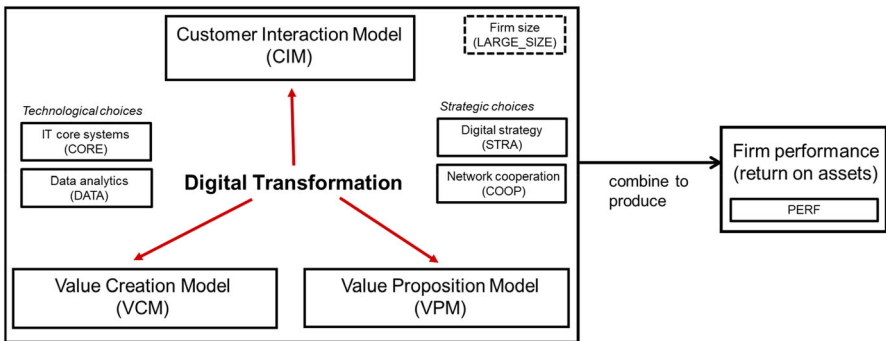 Customer Interaction Model
(CIM)
Firm size
(LARGE_SIZE)
Technological choices
IT core systems
(CORE)
Data analytics
(DATA)
Strategic choices
Digital strategy
(STRA)
Network cooperation
(COOP)
Digital Transformation
Value Creation Model
(VCM)
Value Proposition Model
(VPM)
combine to
produce
Firm performance
(return on assets)
PERF